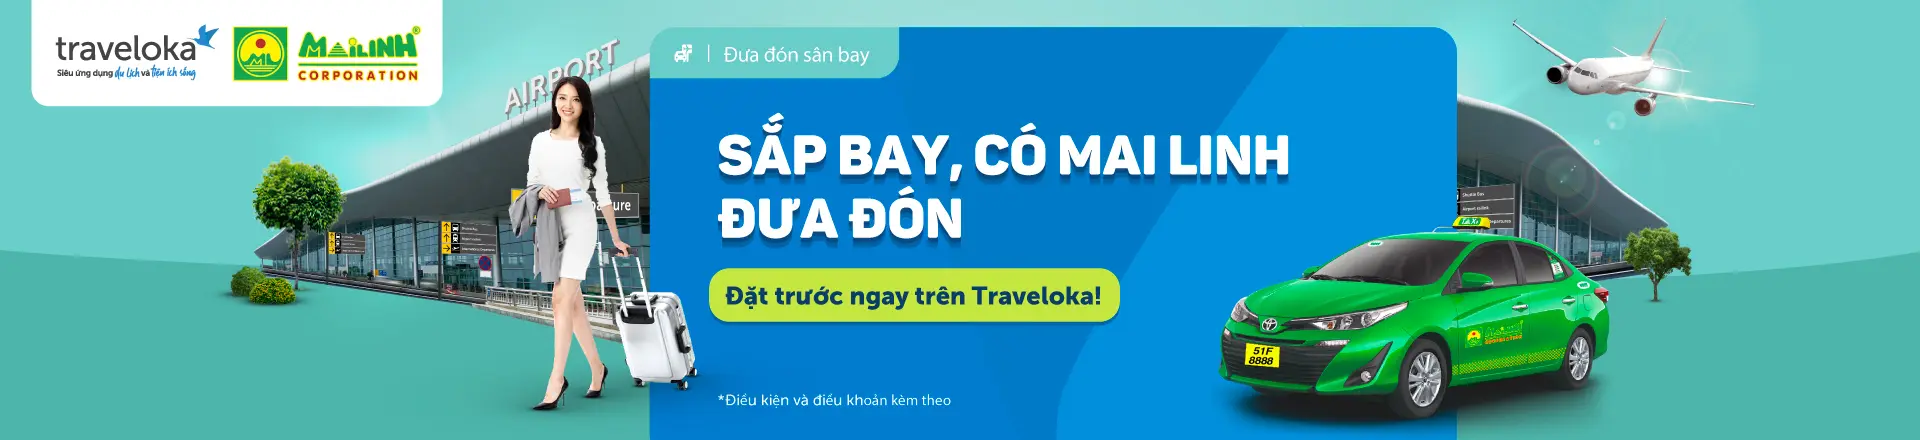 traveloka
Siêu ứng dụng du lịch và tiện ích sống
MAILINH®
CORPORATION
AIRPORT
Đưa đón sân bay
SẮP BAY, CÓ MAI LINH
ĐƯA ĐÓN
Đặt trước ngay trên Traveloka!
*Điều kiện và điều khoản kèm theo
TAXI
51F
8888
MAILINH